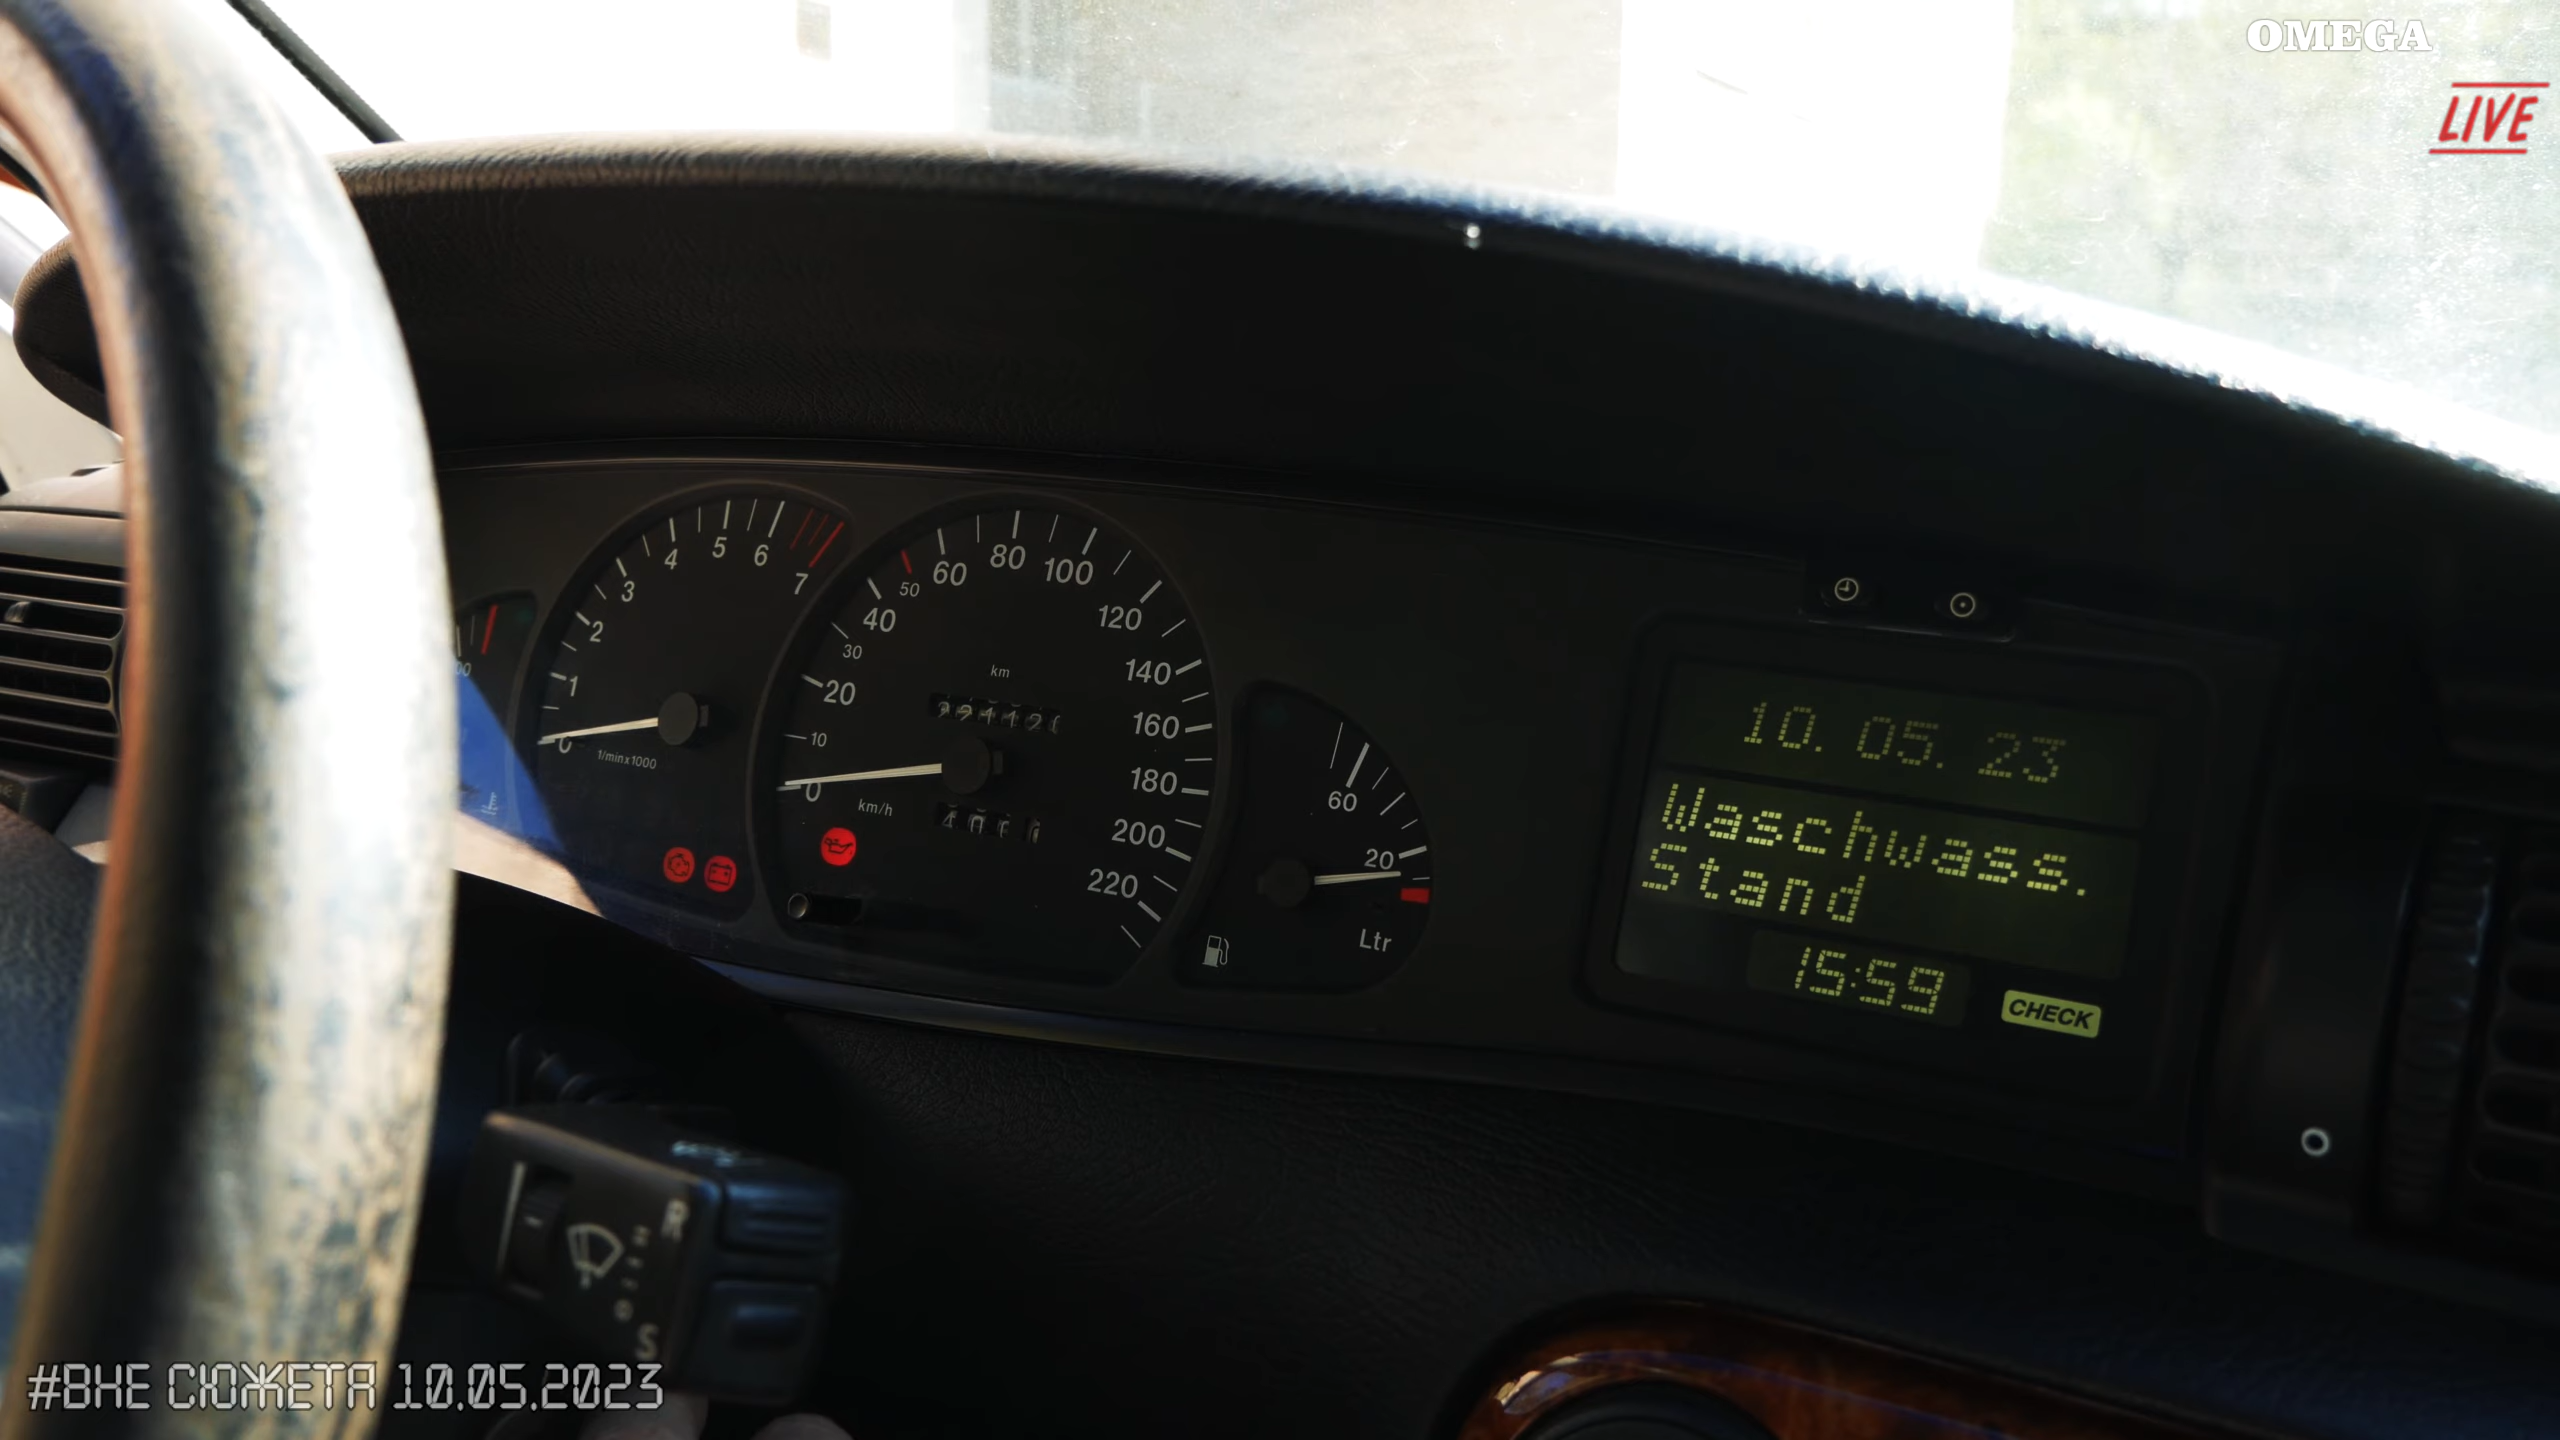 OMEGA
LIVE
1 2 3 4 5 6 7
0
1/min x1000
0 10 20 30 40 50 60 80 100 120 140 160 180 200 220
km
km/h
60
20
Ltr
10. 05. 23
Waschwass.
Stand
15:59
CHECK
R
S
#ВНЕ СЮЖЕТА 10.05.2023